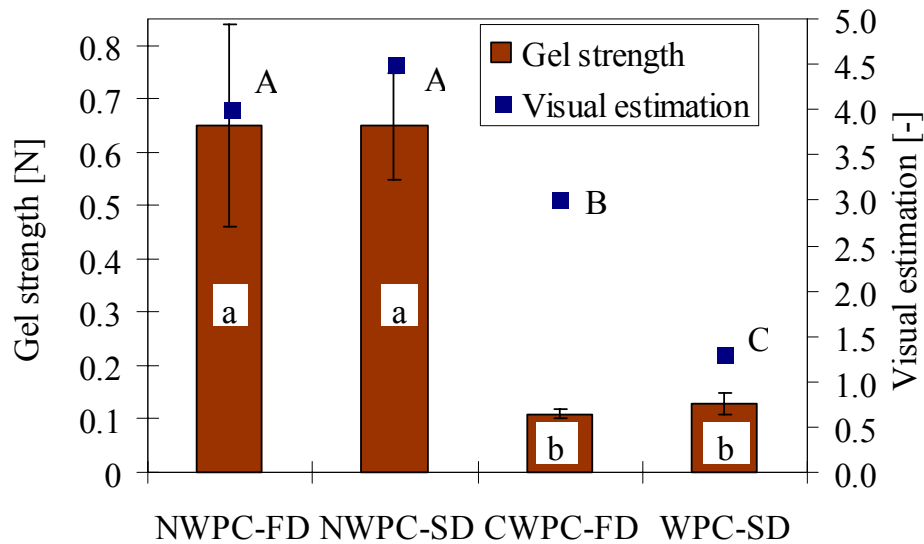 Gel strength [N]
0.8
0.7
0.6
0.5
0.4
0.3
0.2
0.1
0
5.0
4.5
4.0
3.5
3.0
2.5
2.0
1.5
1.0
0.5
0.0
Visual estimation [-]
Gel strength
Visual estimation
A
A
B
C
a
a
b
b
NWPC-FD NWPC-SD CWPC-FD WPC-SD